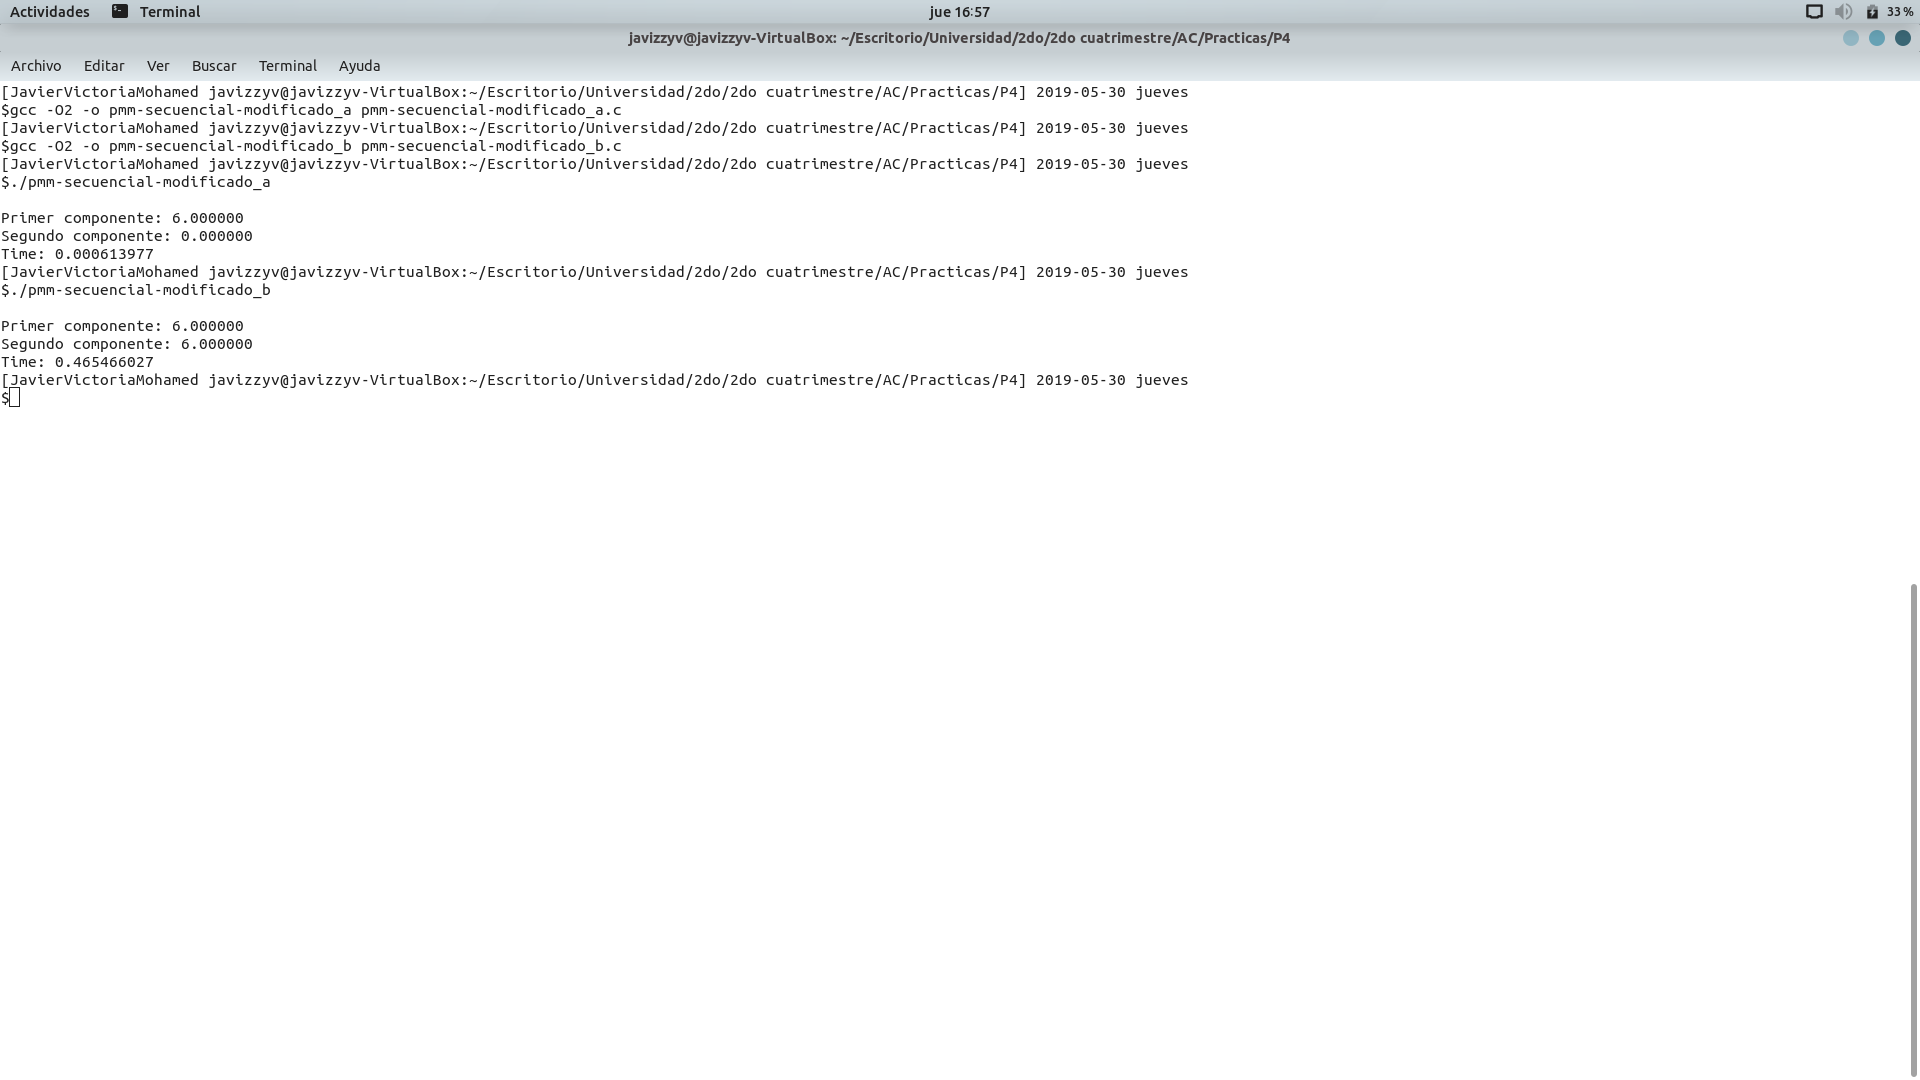 Actividades Terminal jue 16:57 33 %
javizzyv@javizzyv-VirtualBox: ~/Escritorio/Universidad/2do/2do cuatrimestre/AC/Practicas/P4
Archivo Editar Ver Buscar Terminal Ayuda
[JavierVictoriaMohamed javizzyv@javizzyv-VirtualBox:~/Escritorio/Universidad/2do/2do cuatrimestre/AC/Practicas/P4] 2019-05-30 jueves
$gcc -O2 -o pmm-secuencial-modificado_a pmm-secuencial-modificado_a.c
[JavierVictoriaMohamed javizzyv@javizzyv-VirtualBox:~/Escritorio/Universidad/2do/2do cuatrimestre/AC/Practicas/P4] 2019-05-30 jueves
$gcc -O2 -o pmm-secuencial-modificado_b pmm-secuencial-modificado_b.c
[JavierVictoriaMohamed javizzyv@javizzyv-VirtualBox:~/Escritorio/Universidad/2do/2do cuatrimestre/AC/Practicas/P4] 2019-05-30 jueves
$./pmm-secuencial-modificado_a
Primer componente: 6.000000
Segundo componente: 0.000000
Time: 0.000613977
[JavierVictoriaMohamed javizzyv@javizzyv-VirtualBox:~/Escritorio/Universidad/2do/2do cuatrimestre/AC/Practicas/P4] 2019-05-30 jueves
$./pmm-secuencial-modificado_b
Primer componente: 6.000000
Segundo componente: 6.000000
Time: 0.465466027
[JavierVictoriaMohamed javizzyv@javizzyv-VirtualBox:~/Escritorio/Universidad/2do/2do cuatrimestre/AC/Practicas/P4] 2019-05-30 jueves
$